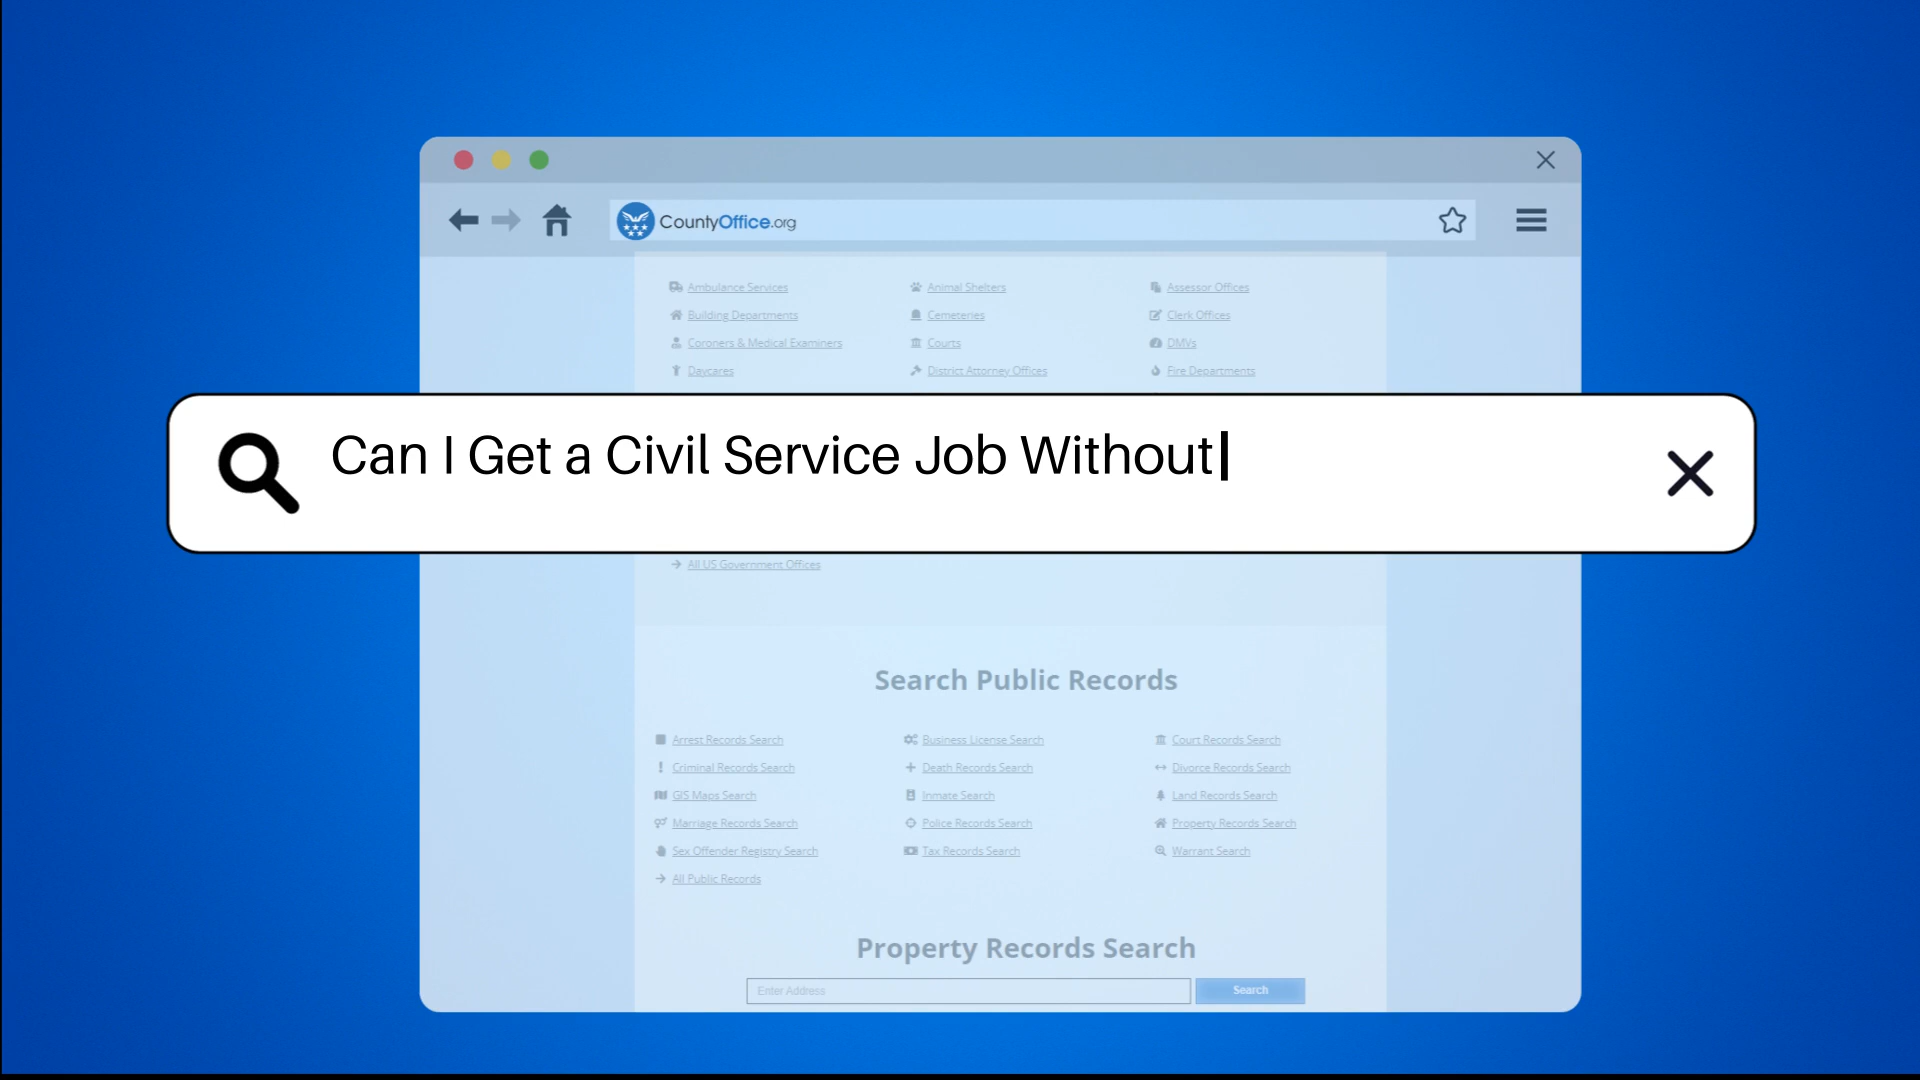 CountyOffice.org
Ambulance Services Animal Shelters Assessor Offices
Building Departments Cemeteries Clerk Offices
Coroners & Medical Examiners Courts DMVs
Daycares District Attorney Offices Fire Departments
Can I Get a Civil Service Job Without
All US Government Offices
Search Public Records
Arrest Records Search Business License Search Court Records Search
Criminal Records Search Death Records Search Divorce Records Search
GIS Maps Search Inmate Search Land Records Search
Marriage Records Search Police Records Search Property Records Search
Sex Offender Registry Search Tax Records Search Warrant Search
All Public Records
Property Records Search
Enter Address Search